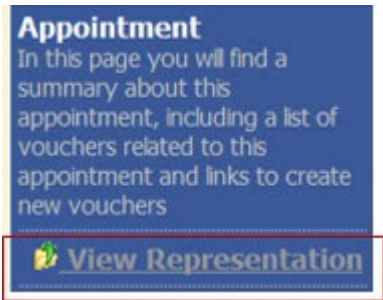 Appointment
In this page you will find a
summary about this
appointment, including a list of
vouchers related to this
appointment and links to create
new vouchers
View Representation